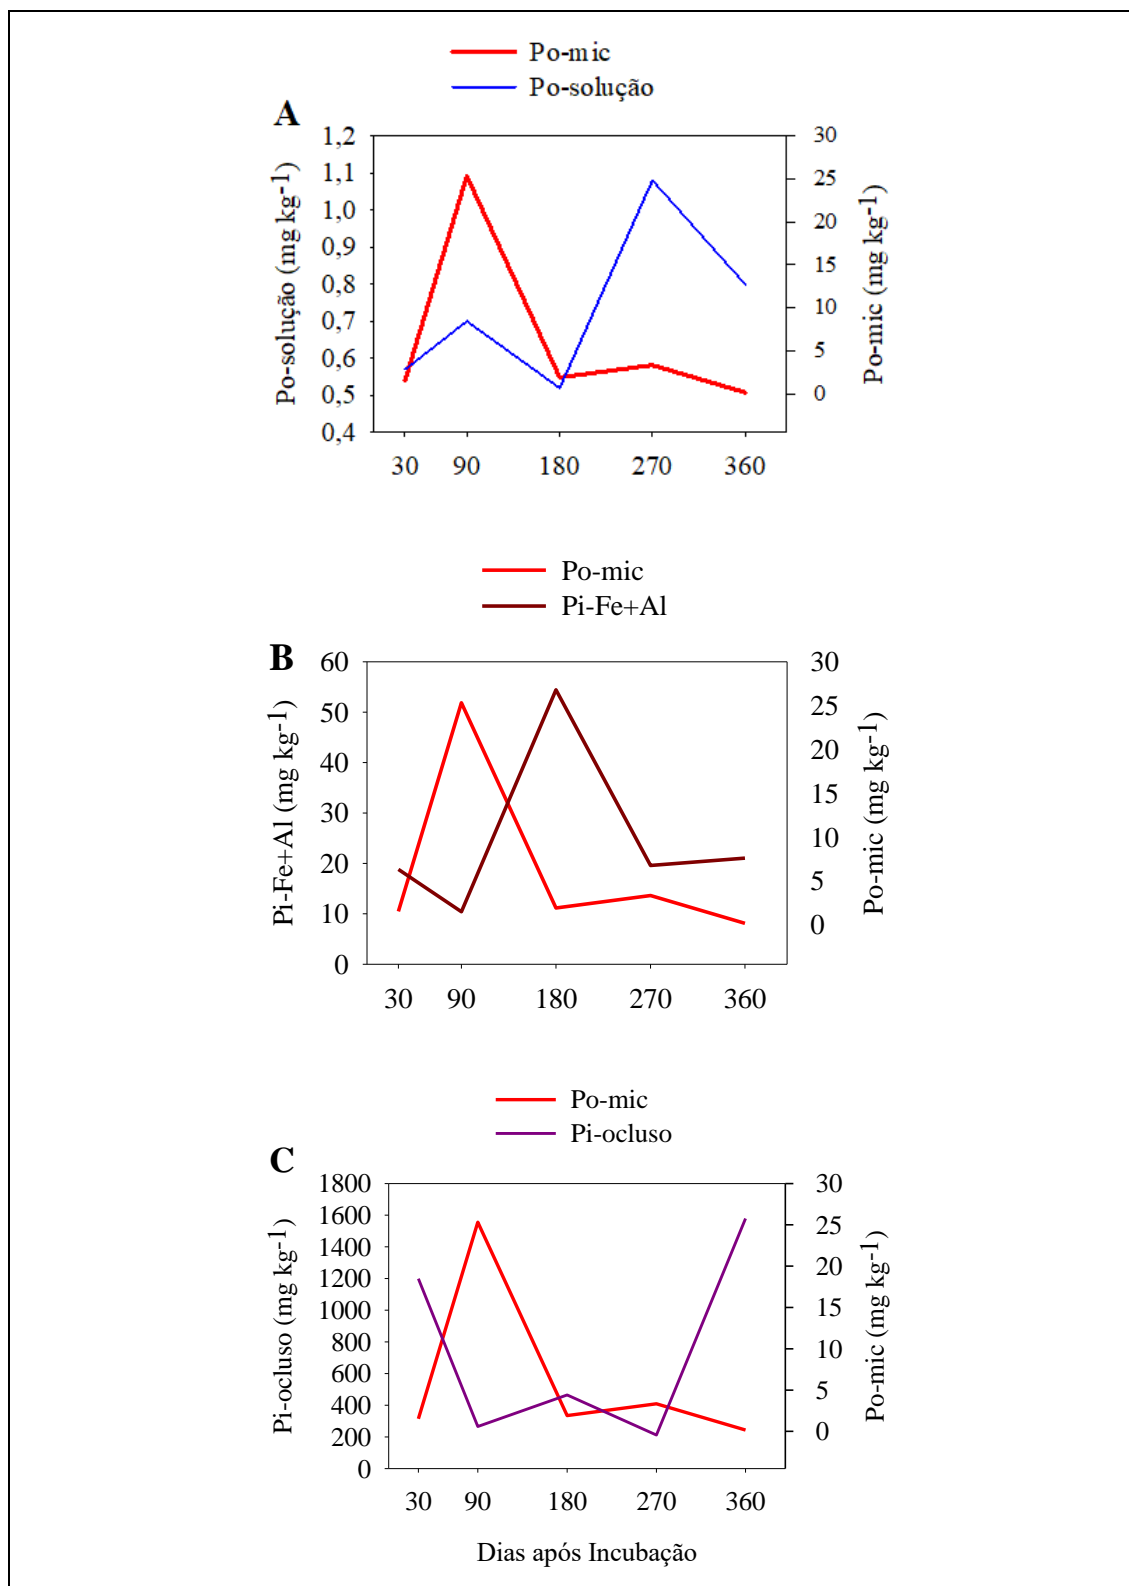 Po-mic
Po-solução
A
Po-solução (mg kg-1)
1,2
1,1
1,0
0,9
0,8
0,7
0,6
0,5
0,4
30
25
20
15
10
5
0
Po-mic (mg kg-1)
30 90 180 270 360
Po-mic
Pi-Fe+Al
B
Pi-Fe+Al (mg kg-1)
60
50
40
30
20
10
0
30
25
20
15
10
5
0
Po-mic (mg kg-1)
30 90 180 270 360
Po-mic
Pi-ocluso
C
Pi-ocluso (mg kg-1)
1800
1600
1400
1200
1000
800
600
400
200
0
30
25
20
15
10
5
0
Po-mic (mg kg-1)
30 90 180 270 360
Dias após Incubação